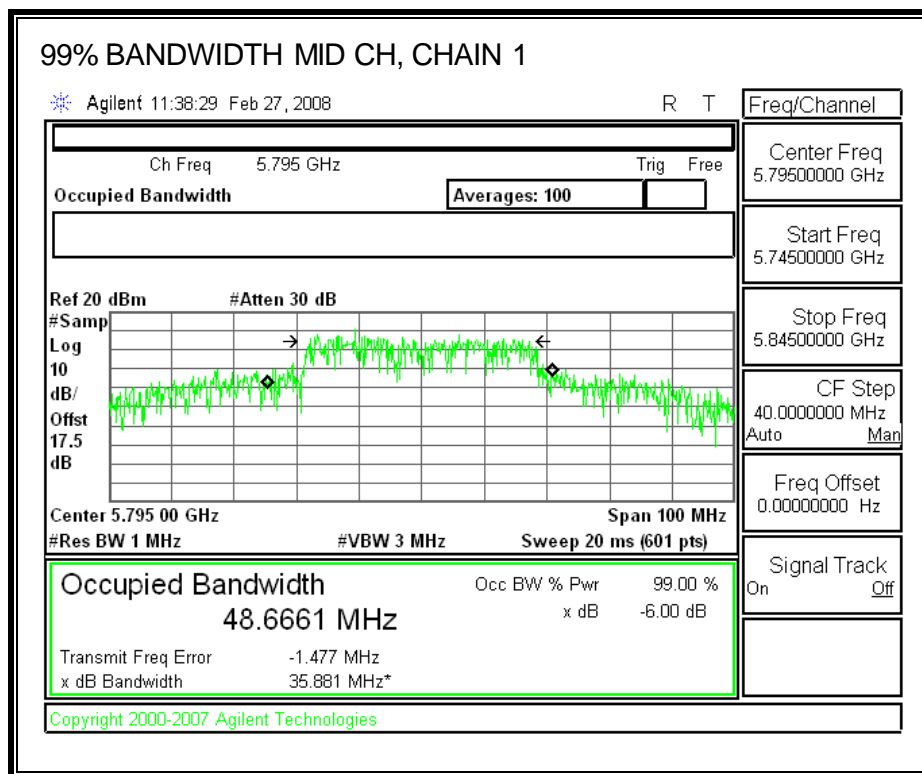 99% BANDWIDTH MID CH, CHAIN 1
Agilent 11:38:29 Feb 27, 2008 R T
Freq/Channel
Ch Freq 5.795 GHz Trig Free
Occupied Bandwidth Averages: 100
Center Freq
5.79500000 GHz
Start Freq
5.74500000 GHz
Stop Freq
5.84500000 GHz
CF Step
40.0000000 MHz
Auto Man
Freq Offset
0.00000000 Hz
Signal Track
On Off
Ref 20 dBm #Atten 30 dB
#Samp
Log
10
dB/
Offst
17.5
dB
Center 5.795 00 GHz Span 100 MHz
#Res BW 1 MHz #VBW 3 MHz Sweep 20 ms (601 pts)
Occupied Bandwidth Occ BW % Pwr 99.00 %
48.6661 MHz x dB -6.00 dB
Transmit Freq Error -1.477 MHz
x dB Bandwidth 35.881 MHz*
Copyright 2000-2007 Agilent Technologies